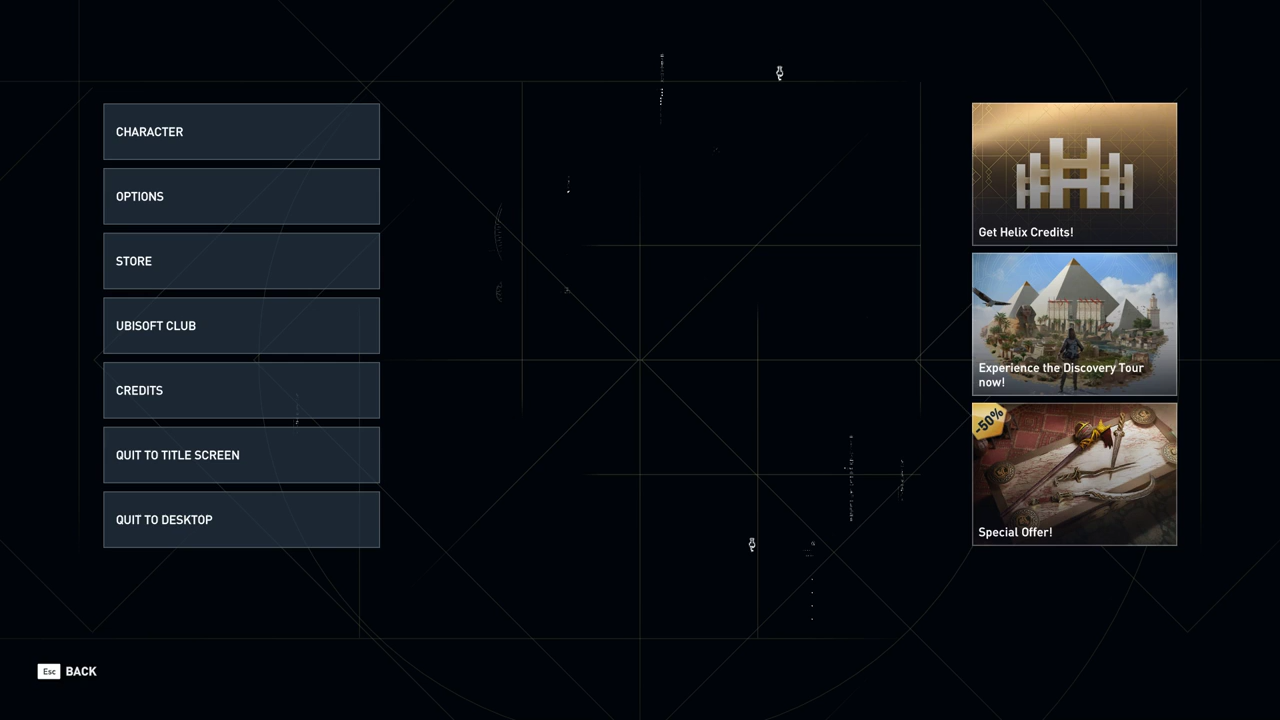 CHARACTER
OPTIONS
STORE
UBISOFT CLUB
CREDITS
QUIT TO TITLE SCREEN
QUIT TO DESKTOP
Get Helix Credits!
Experience the Discovery Tour
now!
-50%
Special Offer!
Esc BACK